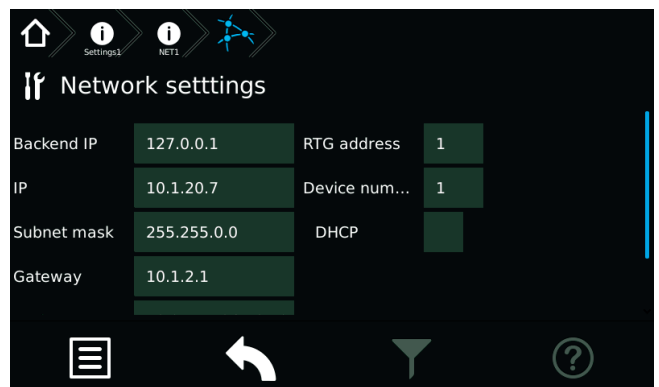 Settings1
NET1
Network setttings
Backend IP 127.0.0.1 RTG address 1
IP 10.1.20.7 Device num... 1
Subnet mask 255.255.0.0 DHCP
Gateway 10.1.2.1